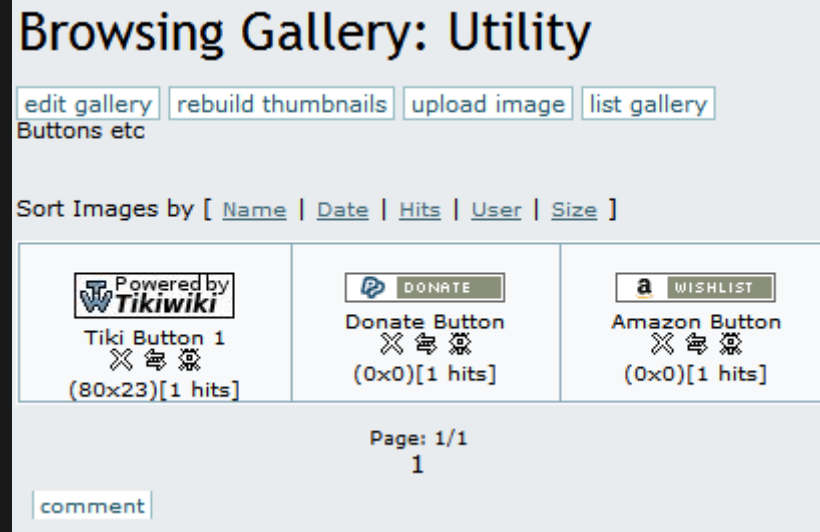 Browsing Gallery: Utility
edit gallery rebuild thumbnails upload image list gallery
Buttons etc
Sort Images by [ Name | Date | Hits | User | Size ]
Powered by
TW Tikiwiki
DONATE
a WISHLIST
Tiki Button 1
Donate Button
Amazon Button
(80x23)[1 hits]
(0x0)[1 hits]
(0x0)[1 hits]
Page: 1/1
1
comment